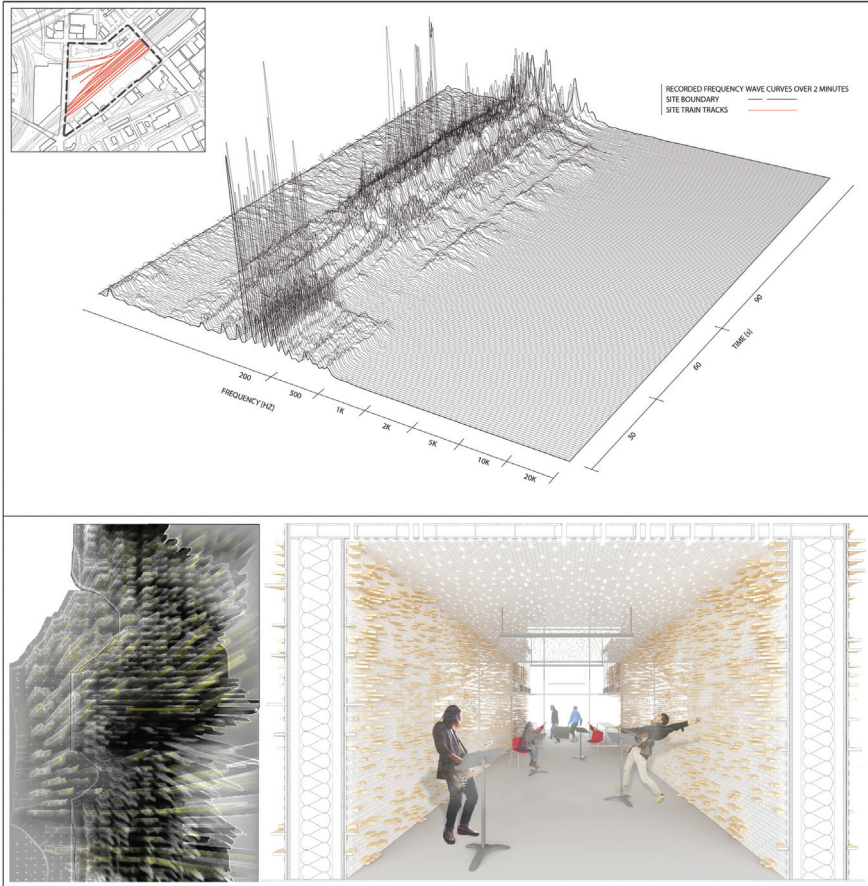 RECORDED FREQUENCY WAVE CURVES OVER 2 MINUTES
SITE BOUNDARY
SITE TRAIN TRACKS
90
TIME [s]
60
30
200
500
1K
2K
5K
10K
20K
FREQUENCY [HZ]